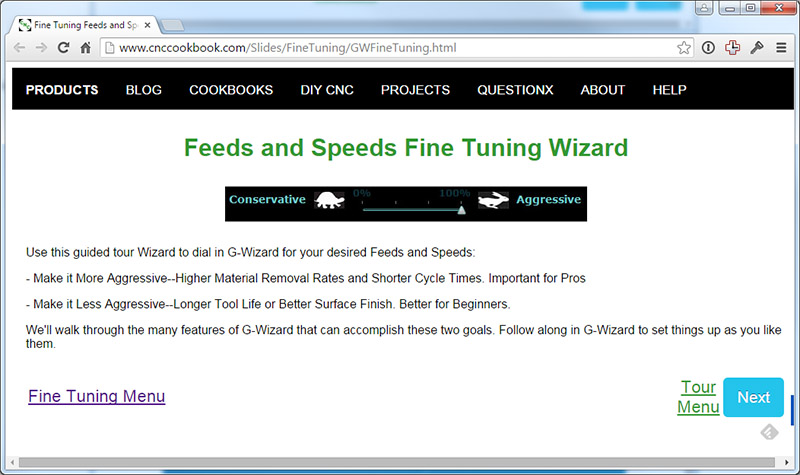 Fine Tuning Feeds and Sp
www.cnccookbook.com/Slides/FineTuning/GWFineTuning.html
PRODUCTS BLOG COOKBOOKS DIY CNC PROJECTS QUESTIONX ABOUT HELP
Feeds and Speeds Fine Tuning Wizard
Conservative 0% 100% Aggressive
Use this guided tour Wizard to dial in G-Wizard for your desired Feeds and Speeds:
- Make it More Aggressive--Higher Material Removal Rates and Shorter Cycle Times. Important for Pros
- Make it Less Aggressive--Longer Tool Life or Better Surface Finish. Better for Beginners.
We'll walk through the many features of G-Wizard that can accomplish these two goals. Follow along in G-Wizard to set things up as you like
them.
Fine Tuning Menu
Tour
Menu
Next